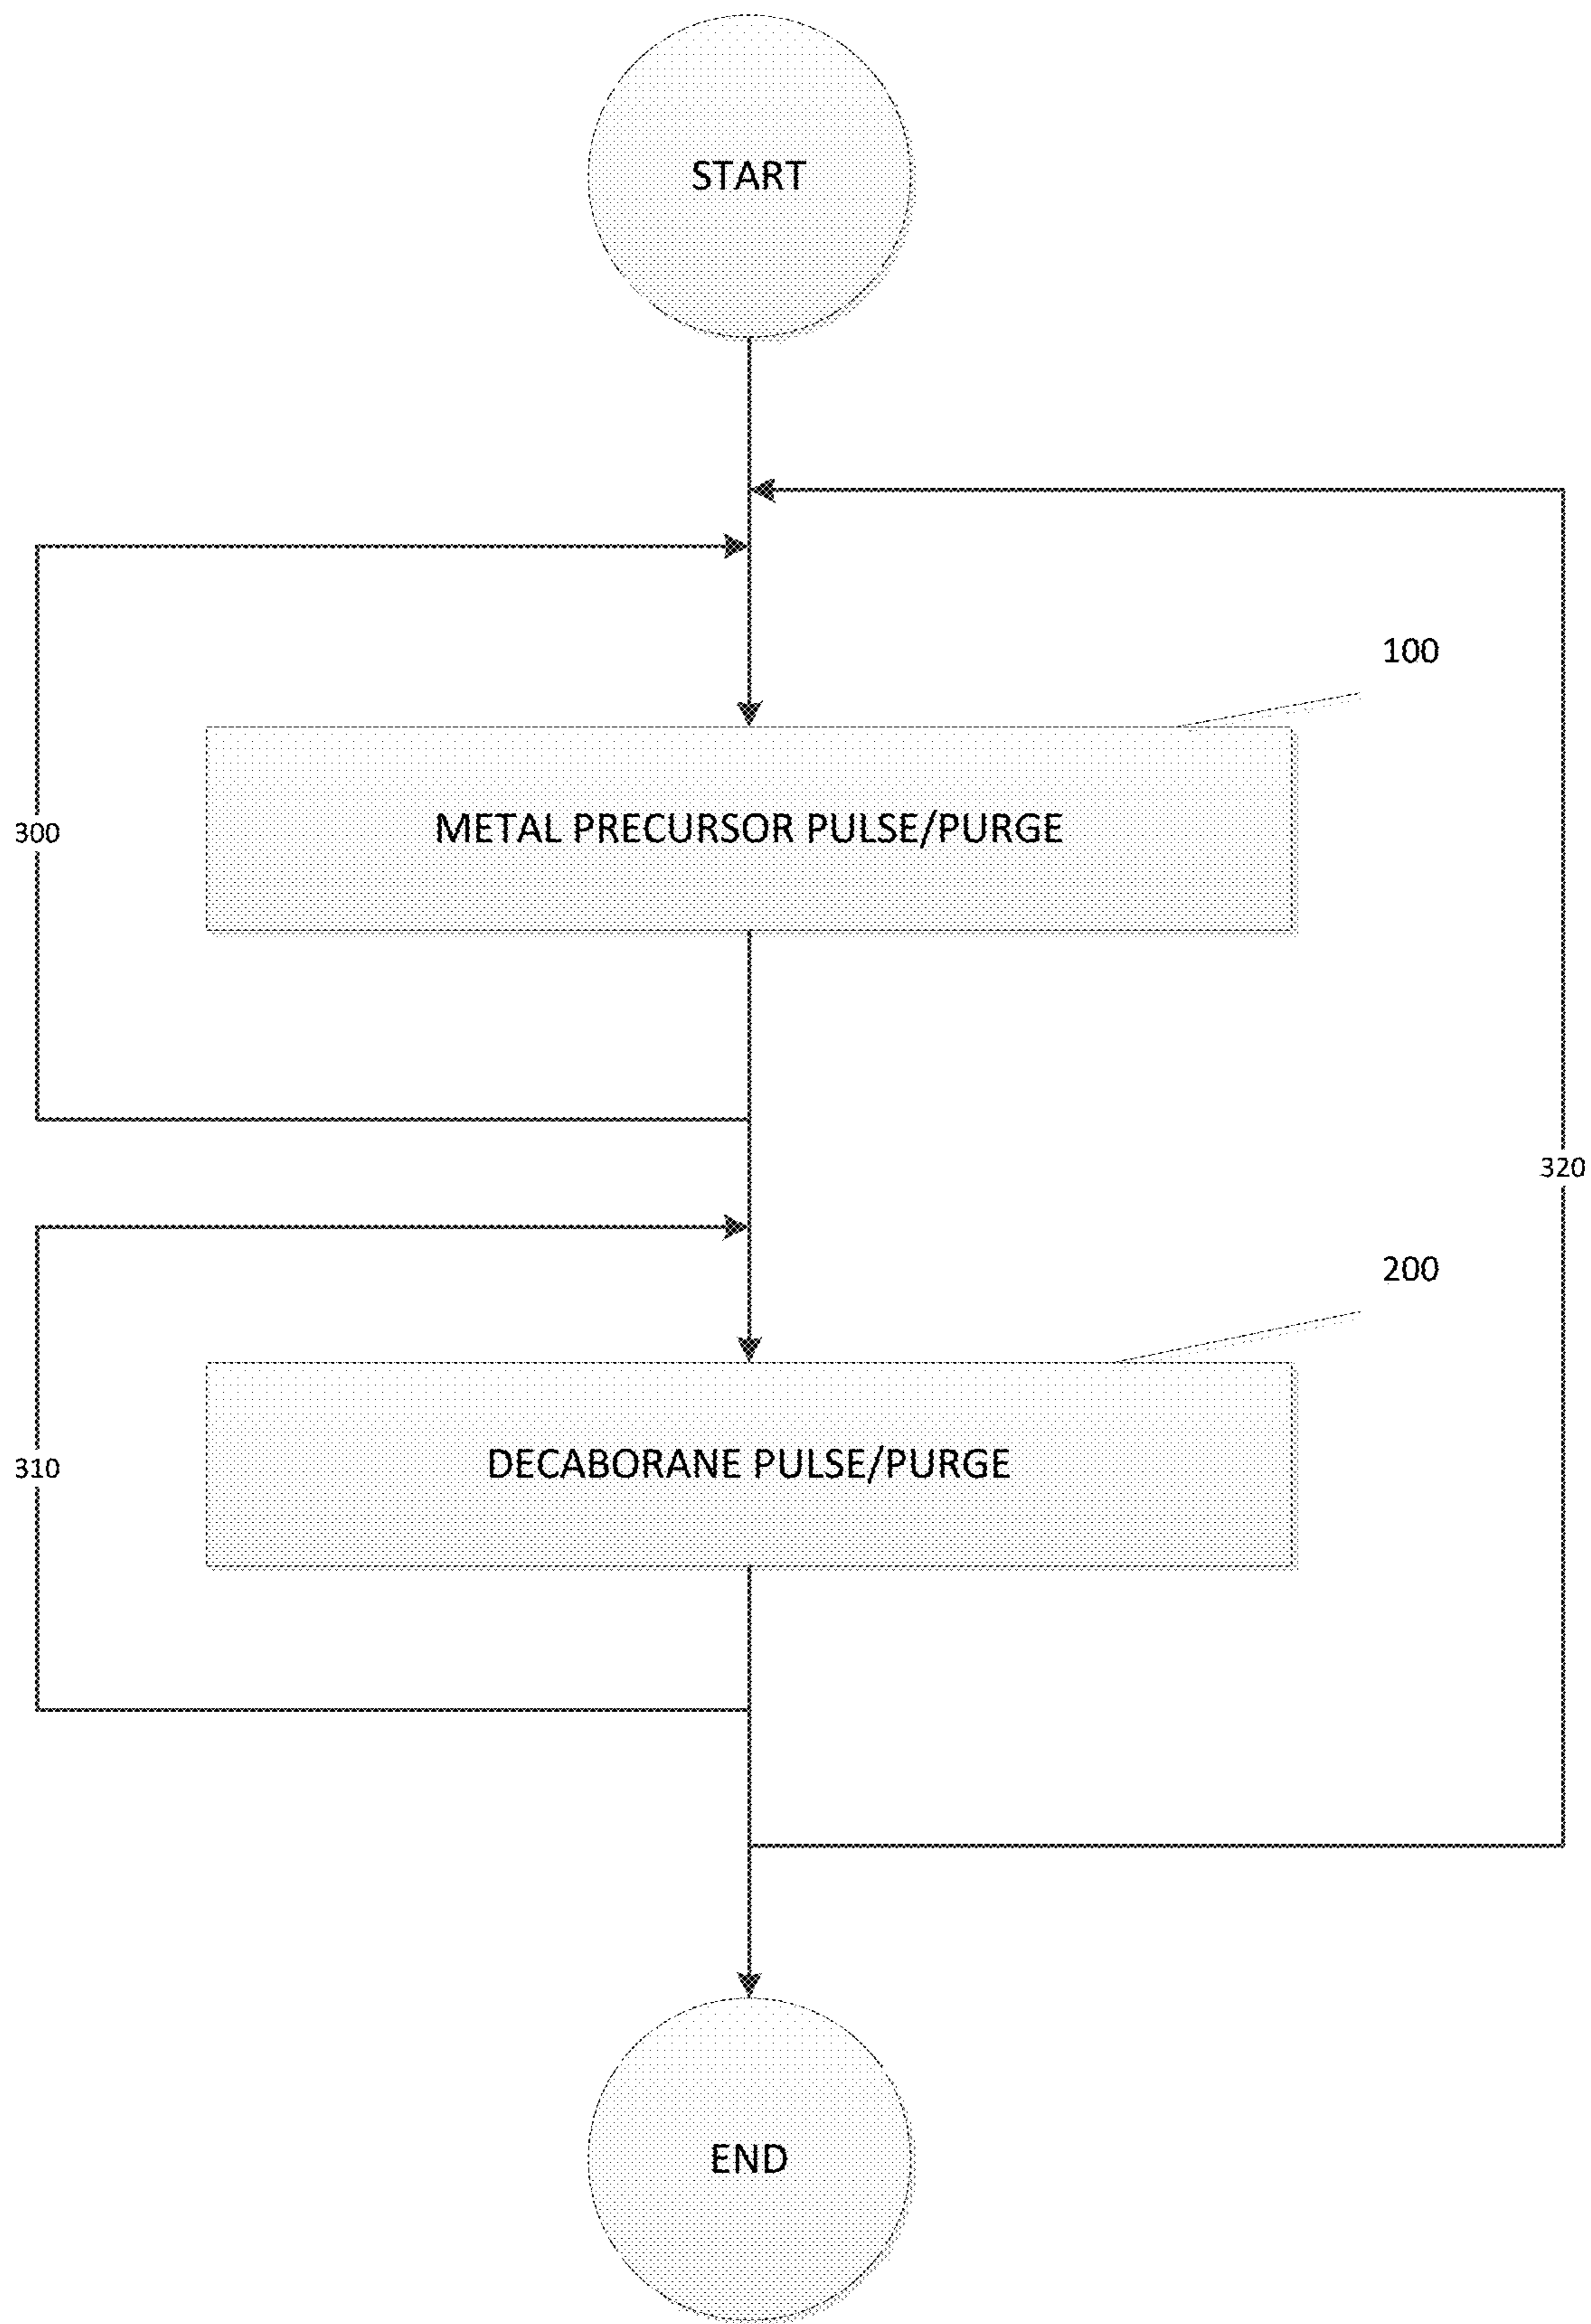 START
100
METAL PRECURSOR PULSE/PURGE
300
320
200
DECABORANE PULSE/PURGE
310
END